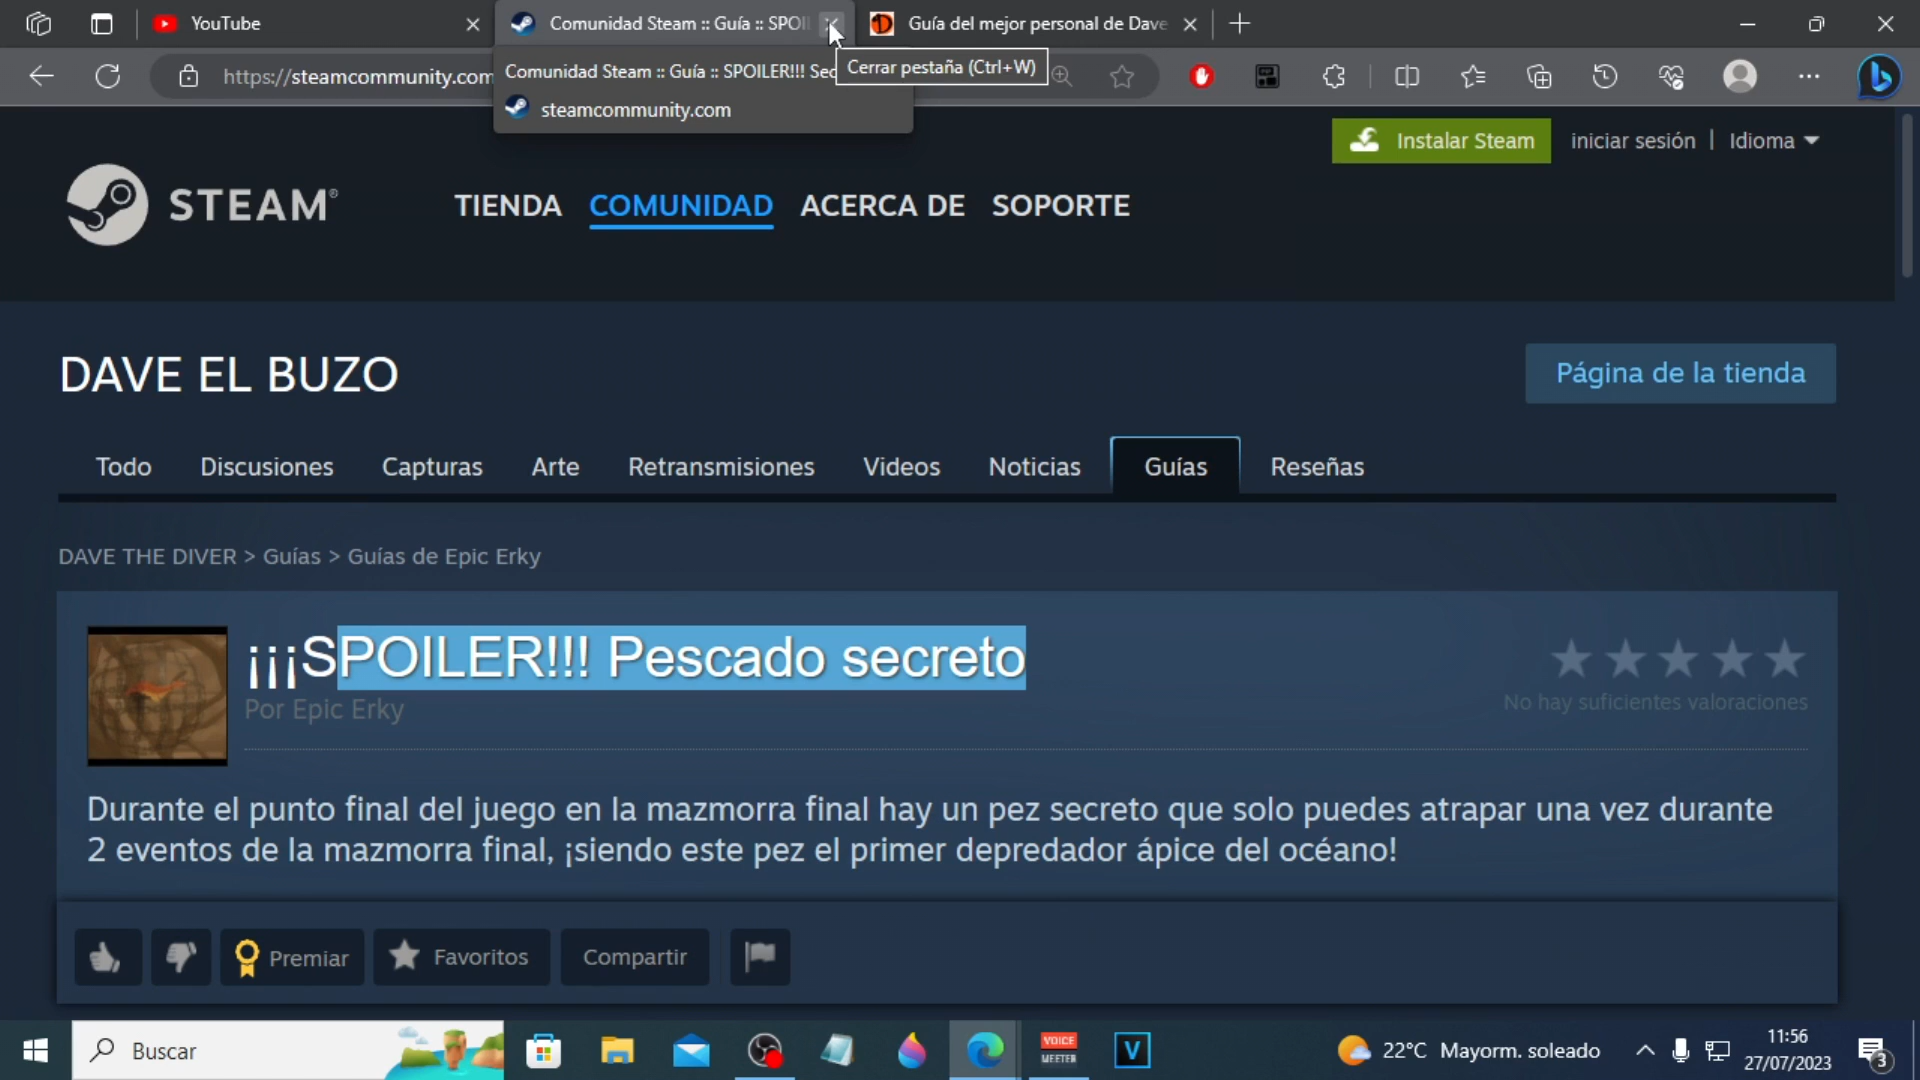 YouTube
Comunidad Steam :: Guía :: SPOI
Guía del mejor personal de Dave
https://steamcommunity.com
Comunidad Steam :: Guía :: SPOILER!!! Sec
Cerrar pestaña (Ctrl+W)
steamcommunity.com
Instalar Steam
iniciar sesión | Idioma
STEAM®
TIENDA COMUNIDAD ACERCA DE SOPORTE
DAVE EL BUZO
Página de la tienda
Todo Discusiones Capturas Arte Retransmisiones Videos Noticias Guías Reseñas
DAVE THE DIVER > Guías > Guías de Epic Erky
¡¡¡SPOILER!!! Pescado secreto
Por Epic Erky
No hay suficientes valoraciones
Durante el punto final del juego en la mazmorra final hay un pez secreto que solo puedes atrapar una vez durante
2 eventos de la mazmorra final, ¡siendo este pez el primer depredador ápice del océano!
Premiar
Favoritos
Compartir
Buscar
VOICE
MEETER
V
22°C Mayorm. soleado
11:56
27/07/2023
3